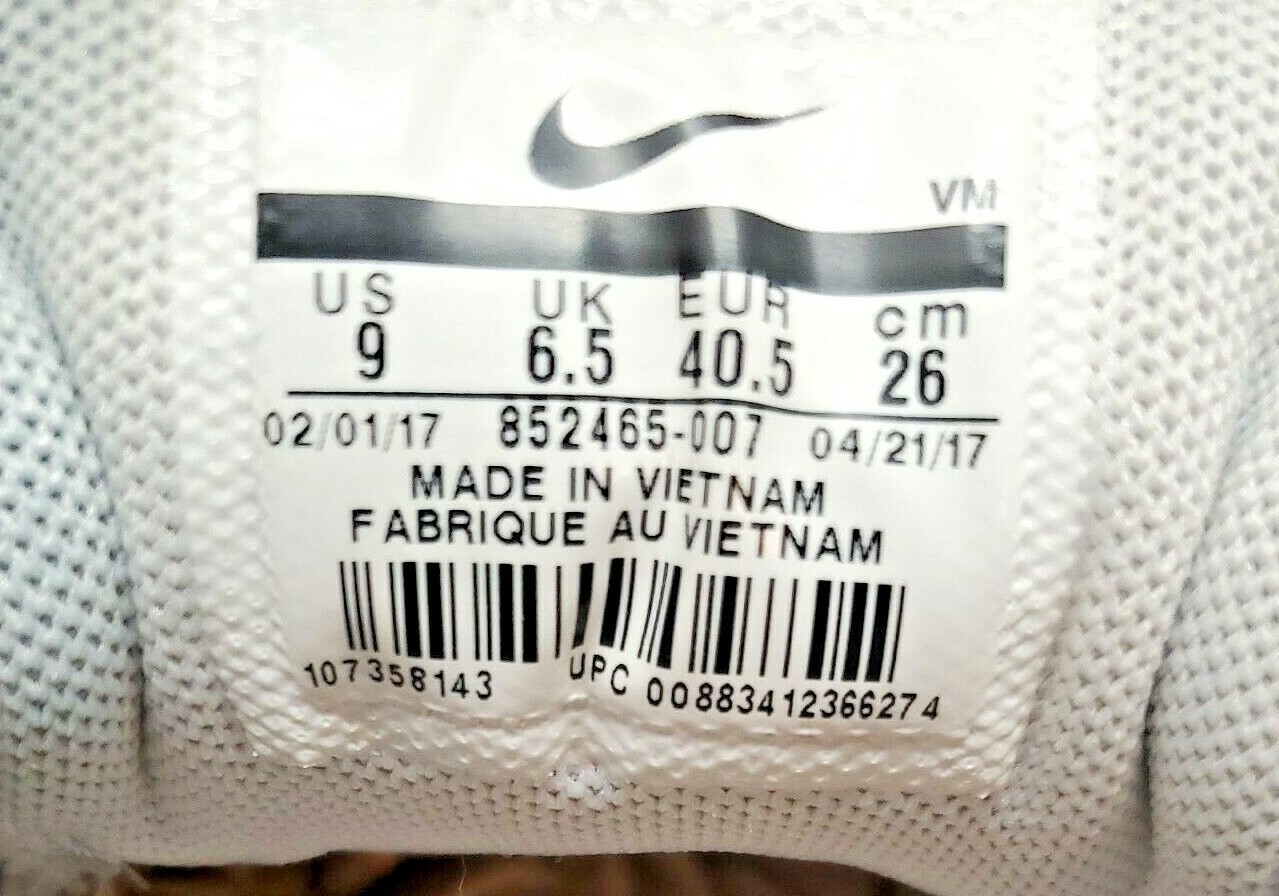 VM
US UK EUR cm
9 6.5 40.5 26
02/01/17 852465-007 04/21/17
MADE IN VIETNAM
FABRIQUE AU VIETNAM
107358143 UPC 00883412366274